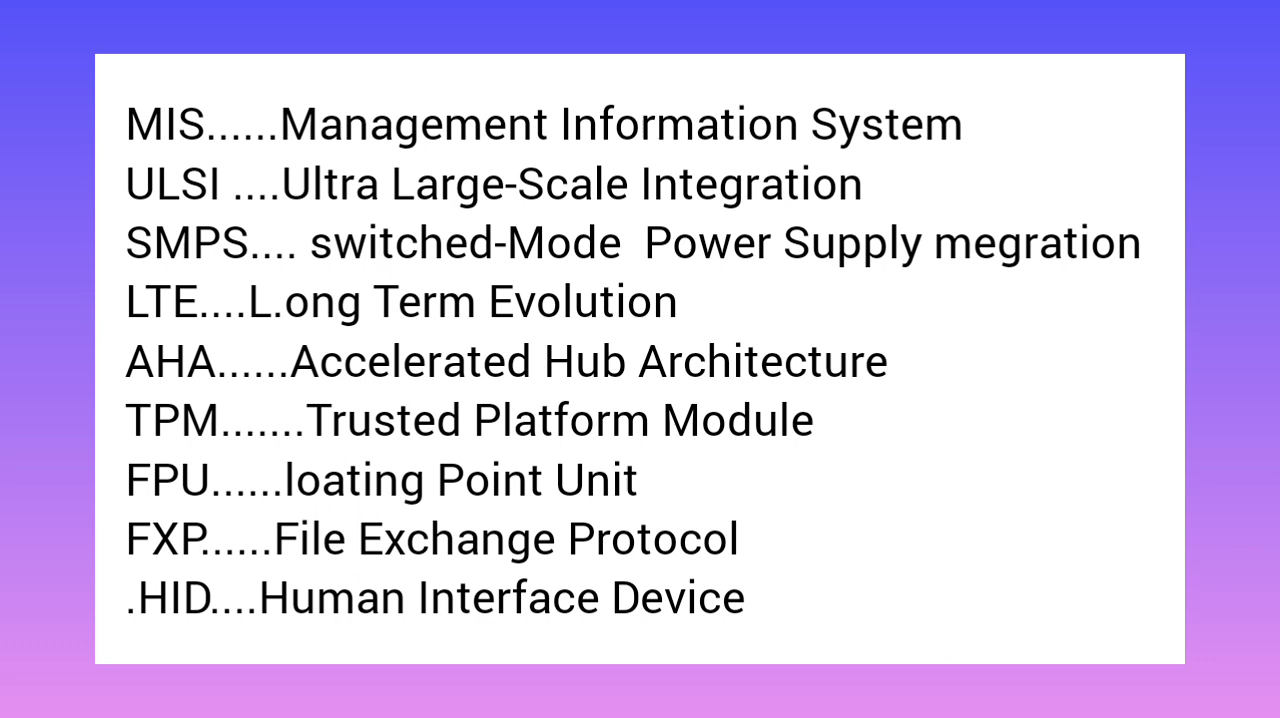 MIS......Management Information System
ULSI ....Ultra Large-Scale Integration
SMPS.... switched-Mode  Power Supply megration
LTE....L.ong Term Evolution
AHA......Accelerated Hub Architecture
TPM.......Trusted Platform Module
FPU......loating Point Unit
FXP......File Exchange Protocol
.HID....Human Interface Device